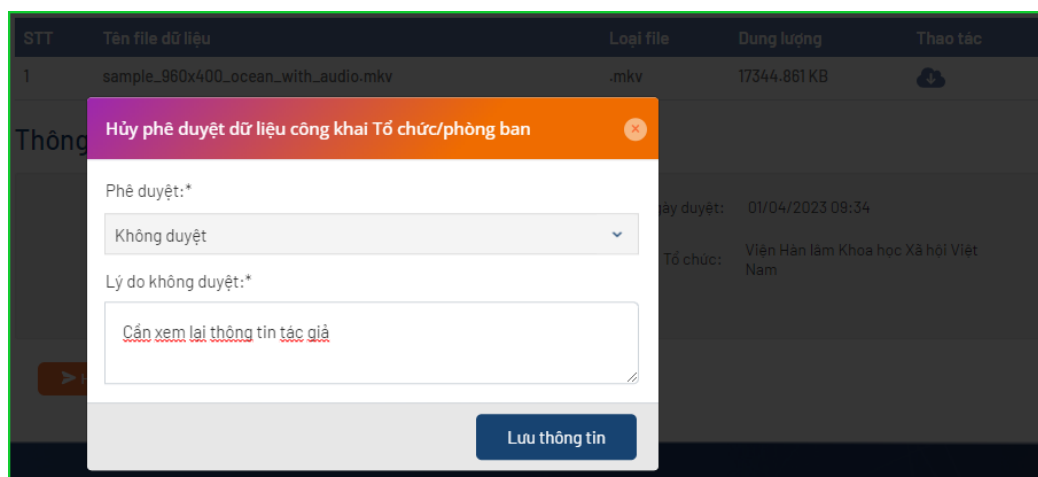 STT Tên file dữ liệu Loại file Dung lượng Thao tác
1 sample_960x400_ocean_with_audio.mkv .mkv 17344.861 KB
Thông
Hủy phê duyệt dữ liệu công khai Tổ chức/phòng ban
Phê duyệt:*
Không duyệt
Lý do không duyệt:*
Cần xem lại thông tin tác giả
Lưu thông tin
duyệt: 01/04/2023 09:34
Tổ chức: Viện Hàn lâm Khoa học Xã hội Việt
Nam